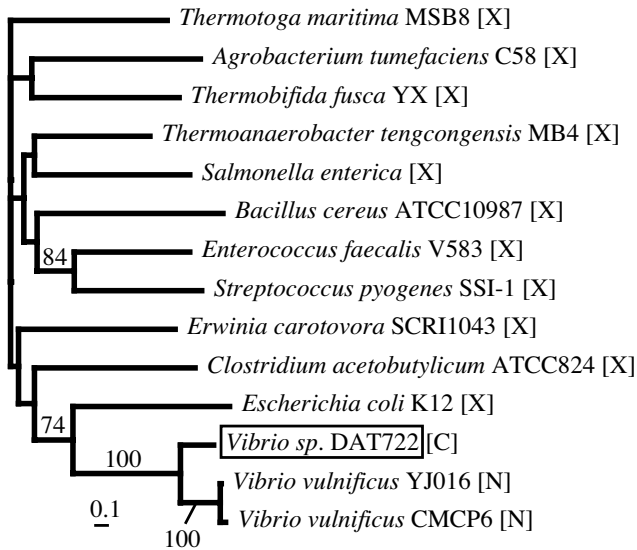 Thermotoga maritima MSB8 [X]
Agrobacterium tumefaciens C58 [X]
Thermobifida fusca YX [X]
Thermoanaerobacter tengcongensis MB4 [X]
Salmonella enterica [X]
Bacillus cereus ATCC10987 [X]
84
Enterococcus faecalis V583 [X]
Streptococcus pyogenes SSI-1 [X]
Erwinia carotovora SCRI1043 [X]
Clostridium acetobutylicum ATCC824 [X]
Escherichia coli K12 [X]
74
Vibrio sp. DAT722 [C]
100
Vibrio vulnificus YJ016 [N]
0.1
Vibrio vulnificus CMCP6 [N]
100